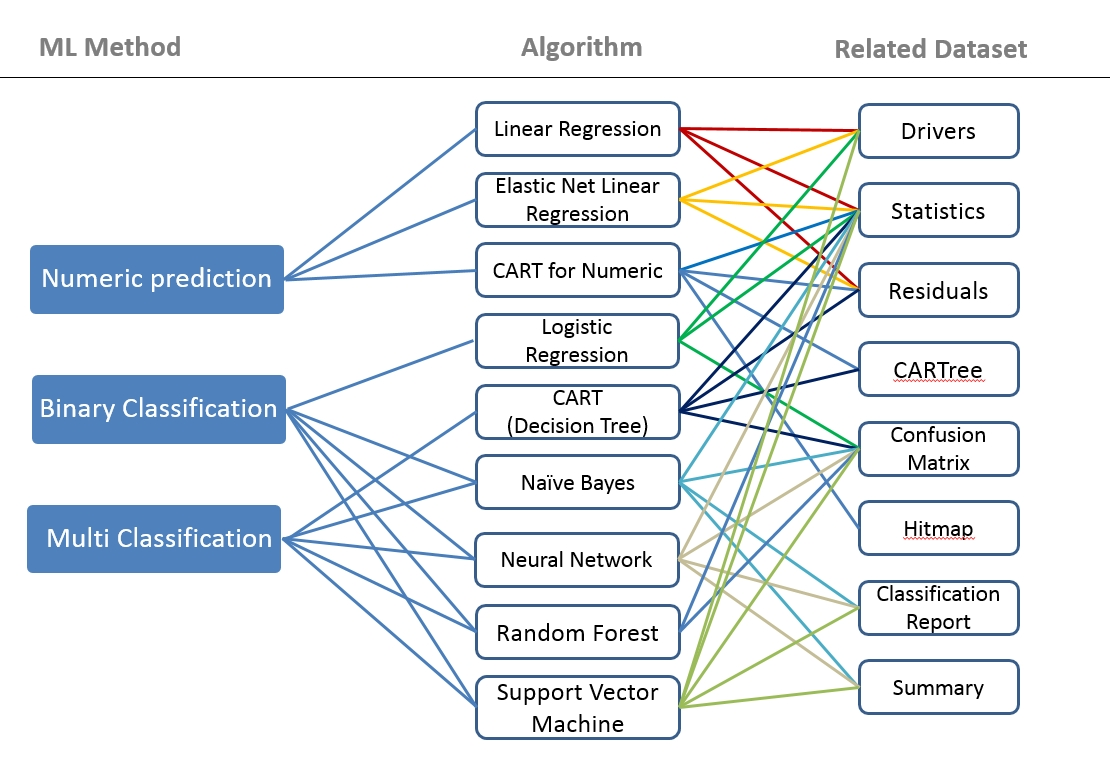 ML Method
Algorithm
Related Dataset
Numeric prediction
Binary Classification
Multi Classification
Linear Regression
Elastic Net Linear
Regression
CART for Numeric
Logistic
Regression
CART
(Decision Tree)
Naïve Bayes
Neural Network
Random Forest
Support Vector
Machine
Drivers
Statistics
Residuals
CARTree
Confusion
Matrix
Hitmap
Classification
Report
Summary